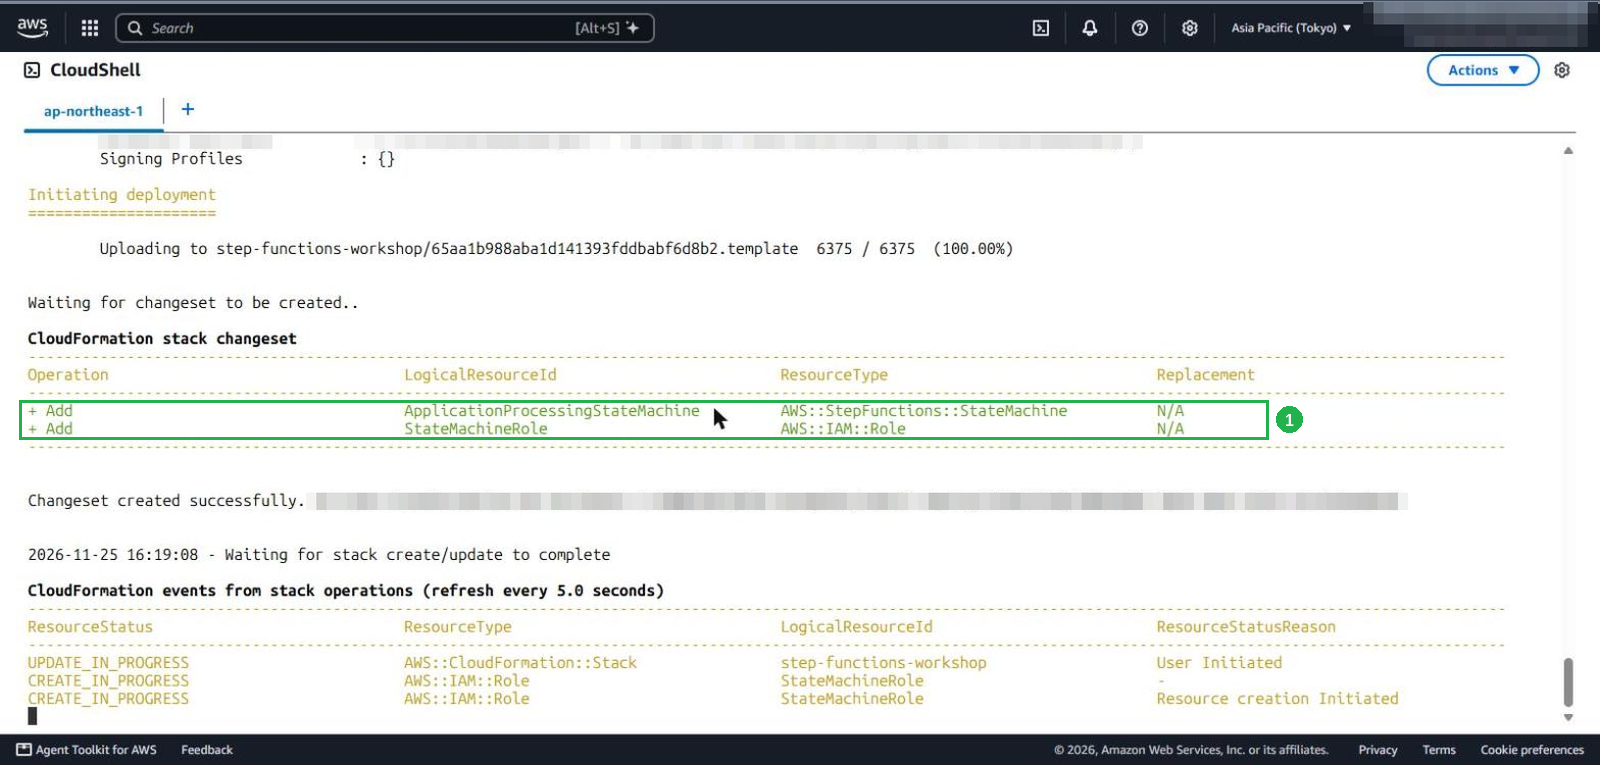 aws Search [Alt+S] Asia Pacific (Tokyo) ▼
CloudShell Actions ▼
ap-northeast-1 +
Signing Profiles : {}
Initiating deployment
=====================
Uploading to step-functions-workshop/65aa1b988aba1d141393fddbabf6d8b2.template 6375 / 6375 (100.00%)
Waiting for changeset to be created..
CloudFormation stack changeset
Operation LogicalResourceId ResourceType Replacement
+ Add ApplicationProcessingStateMachine AWS::StepFunctions::StateMachine N/A
+ Add StateMachineRole AWS::IAM::Role N/A
1
Changeset created successfully.
2026-11-25 16:19:08 - Waiting for stack create/update to complete
CloudFormation events from stack operations (refresh every 5.0 seconds)
ResourceStatus ResourceType LogicalResourceId ResourceStatusReason
UPDATE_IN_PROGRESS AWS::CloudFormation::Stack step-functions-workshop User Initiated
CREATE_IN_PROGRESS AWS::IAM::Role StateMachineRole -
CREATE_IN_PROGRESS AWS::IAM::Role StateMachineRole Resource creation Initiated
Agent Toolkit for AWS Feedback © 2026, Amazon Web Services, Inc. or its affiliates. Privacy Terms Cookie preferences